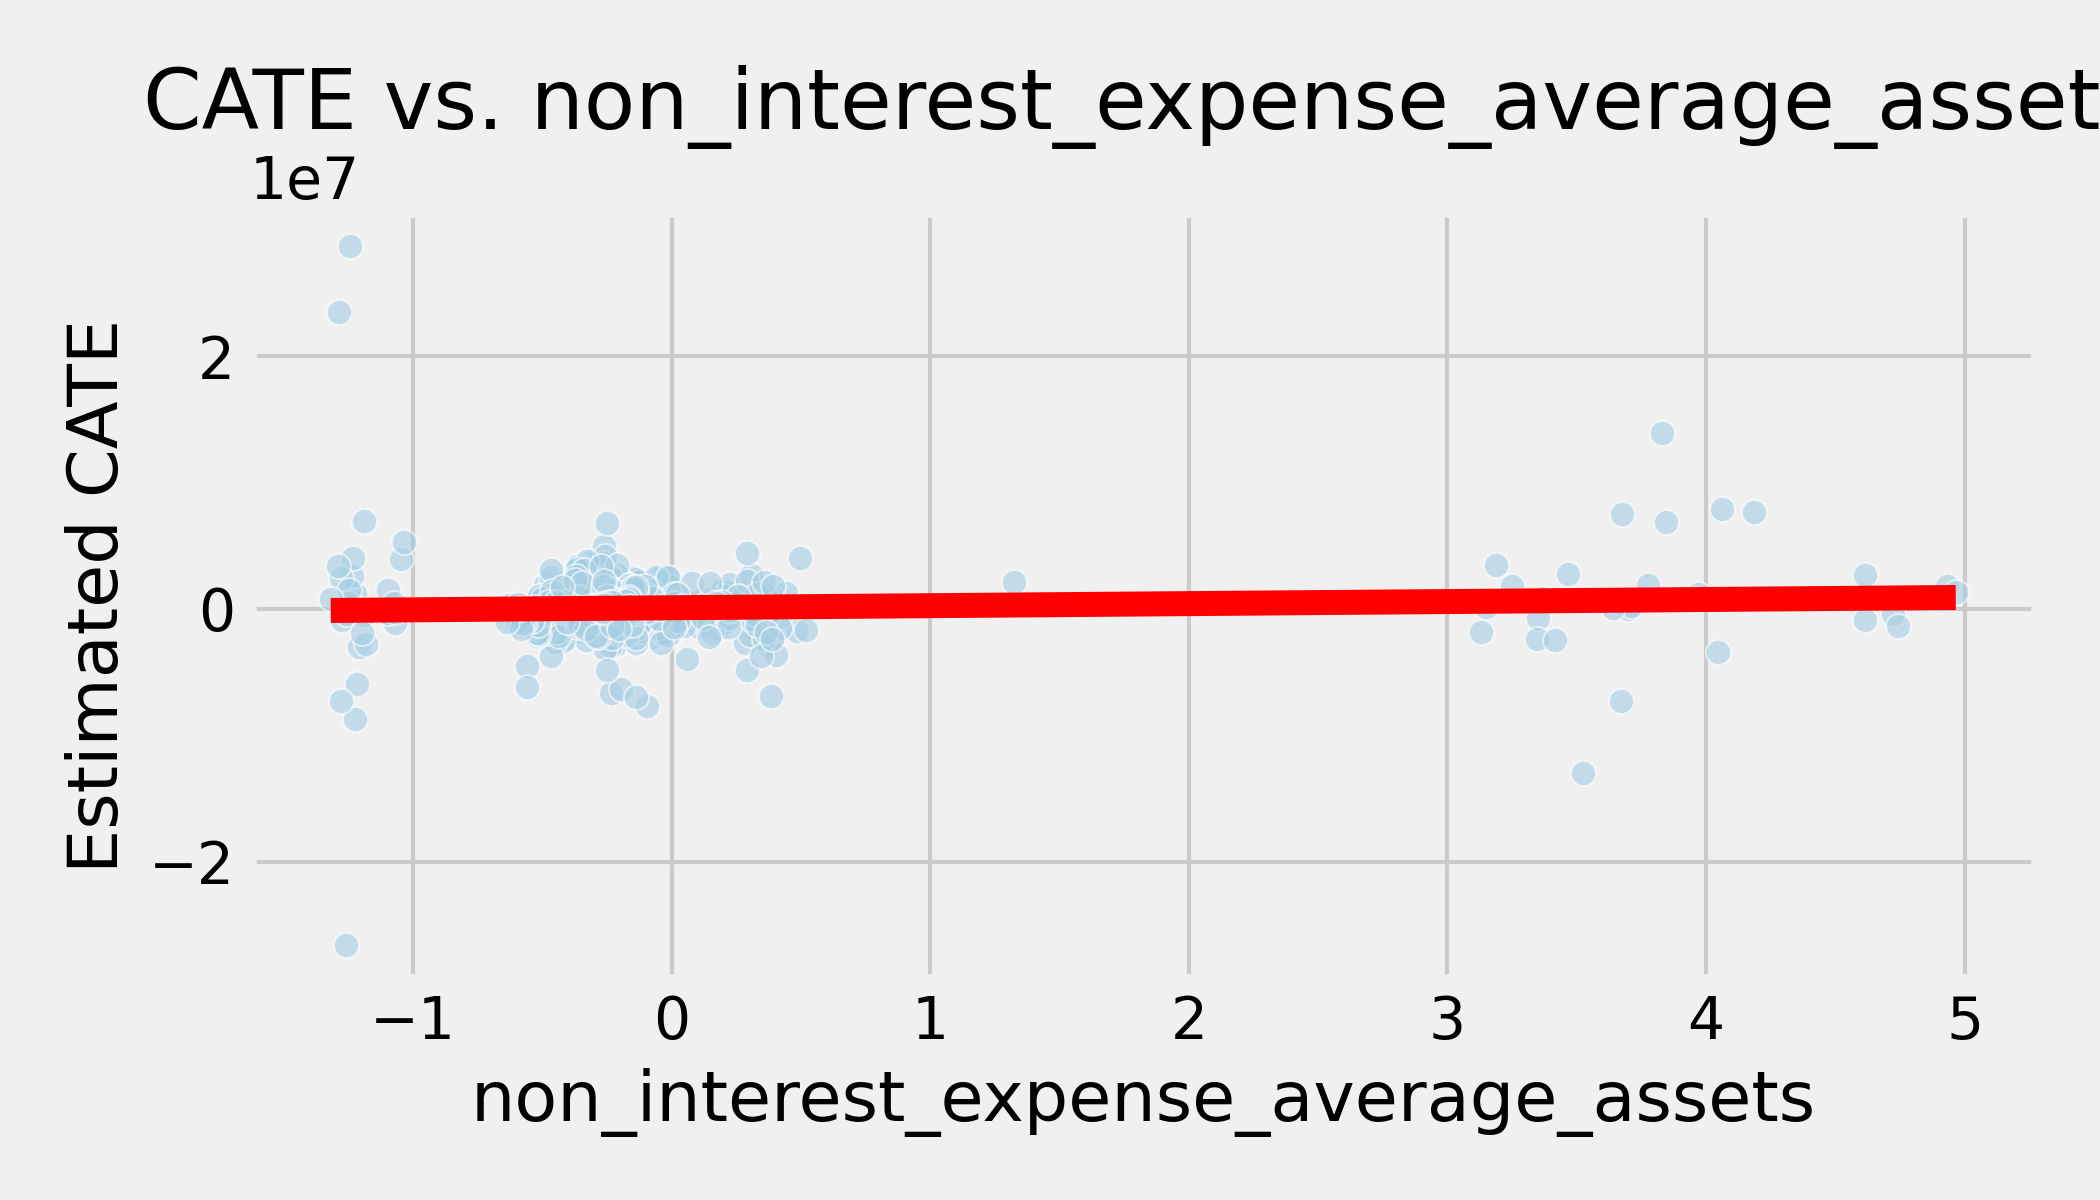 CATE vs. non_interest_expense_average_asset
1e7
Estimated CATE
2
0
−2
−1 0 1 2 3 4 5
non_interest_expense_average_assets